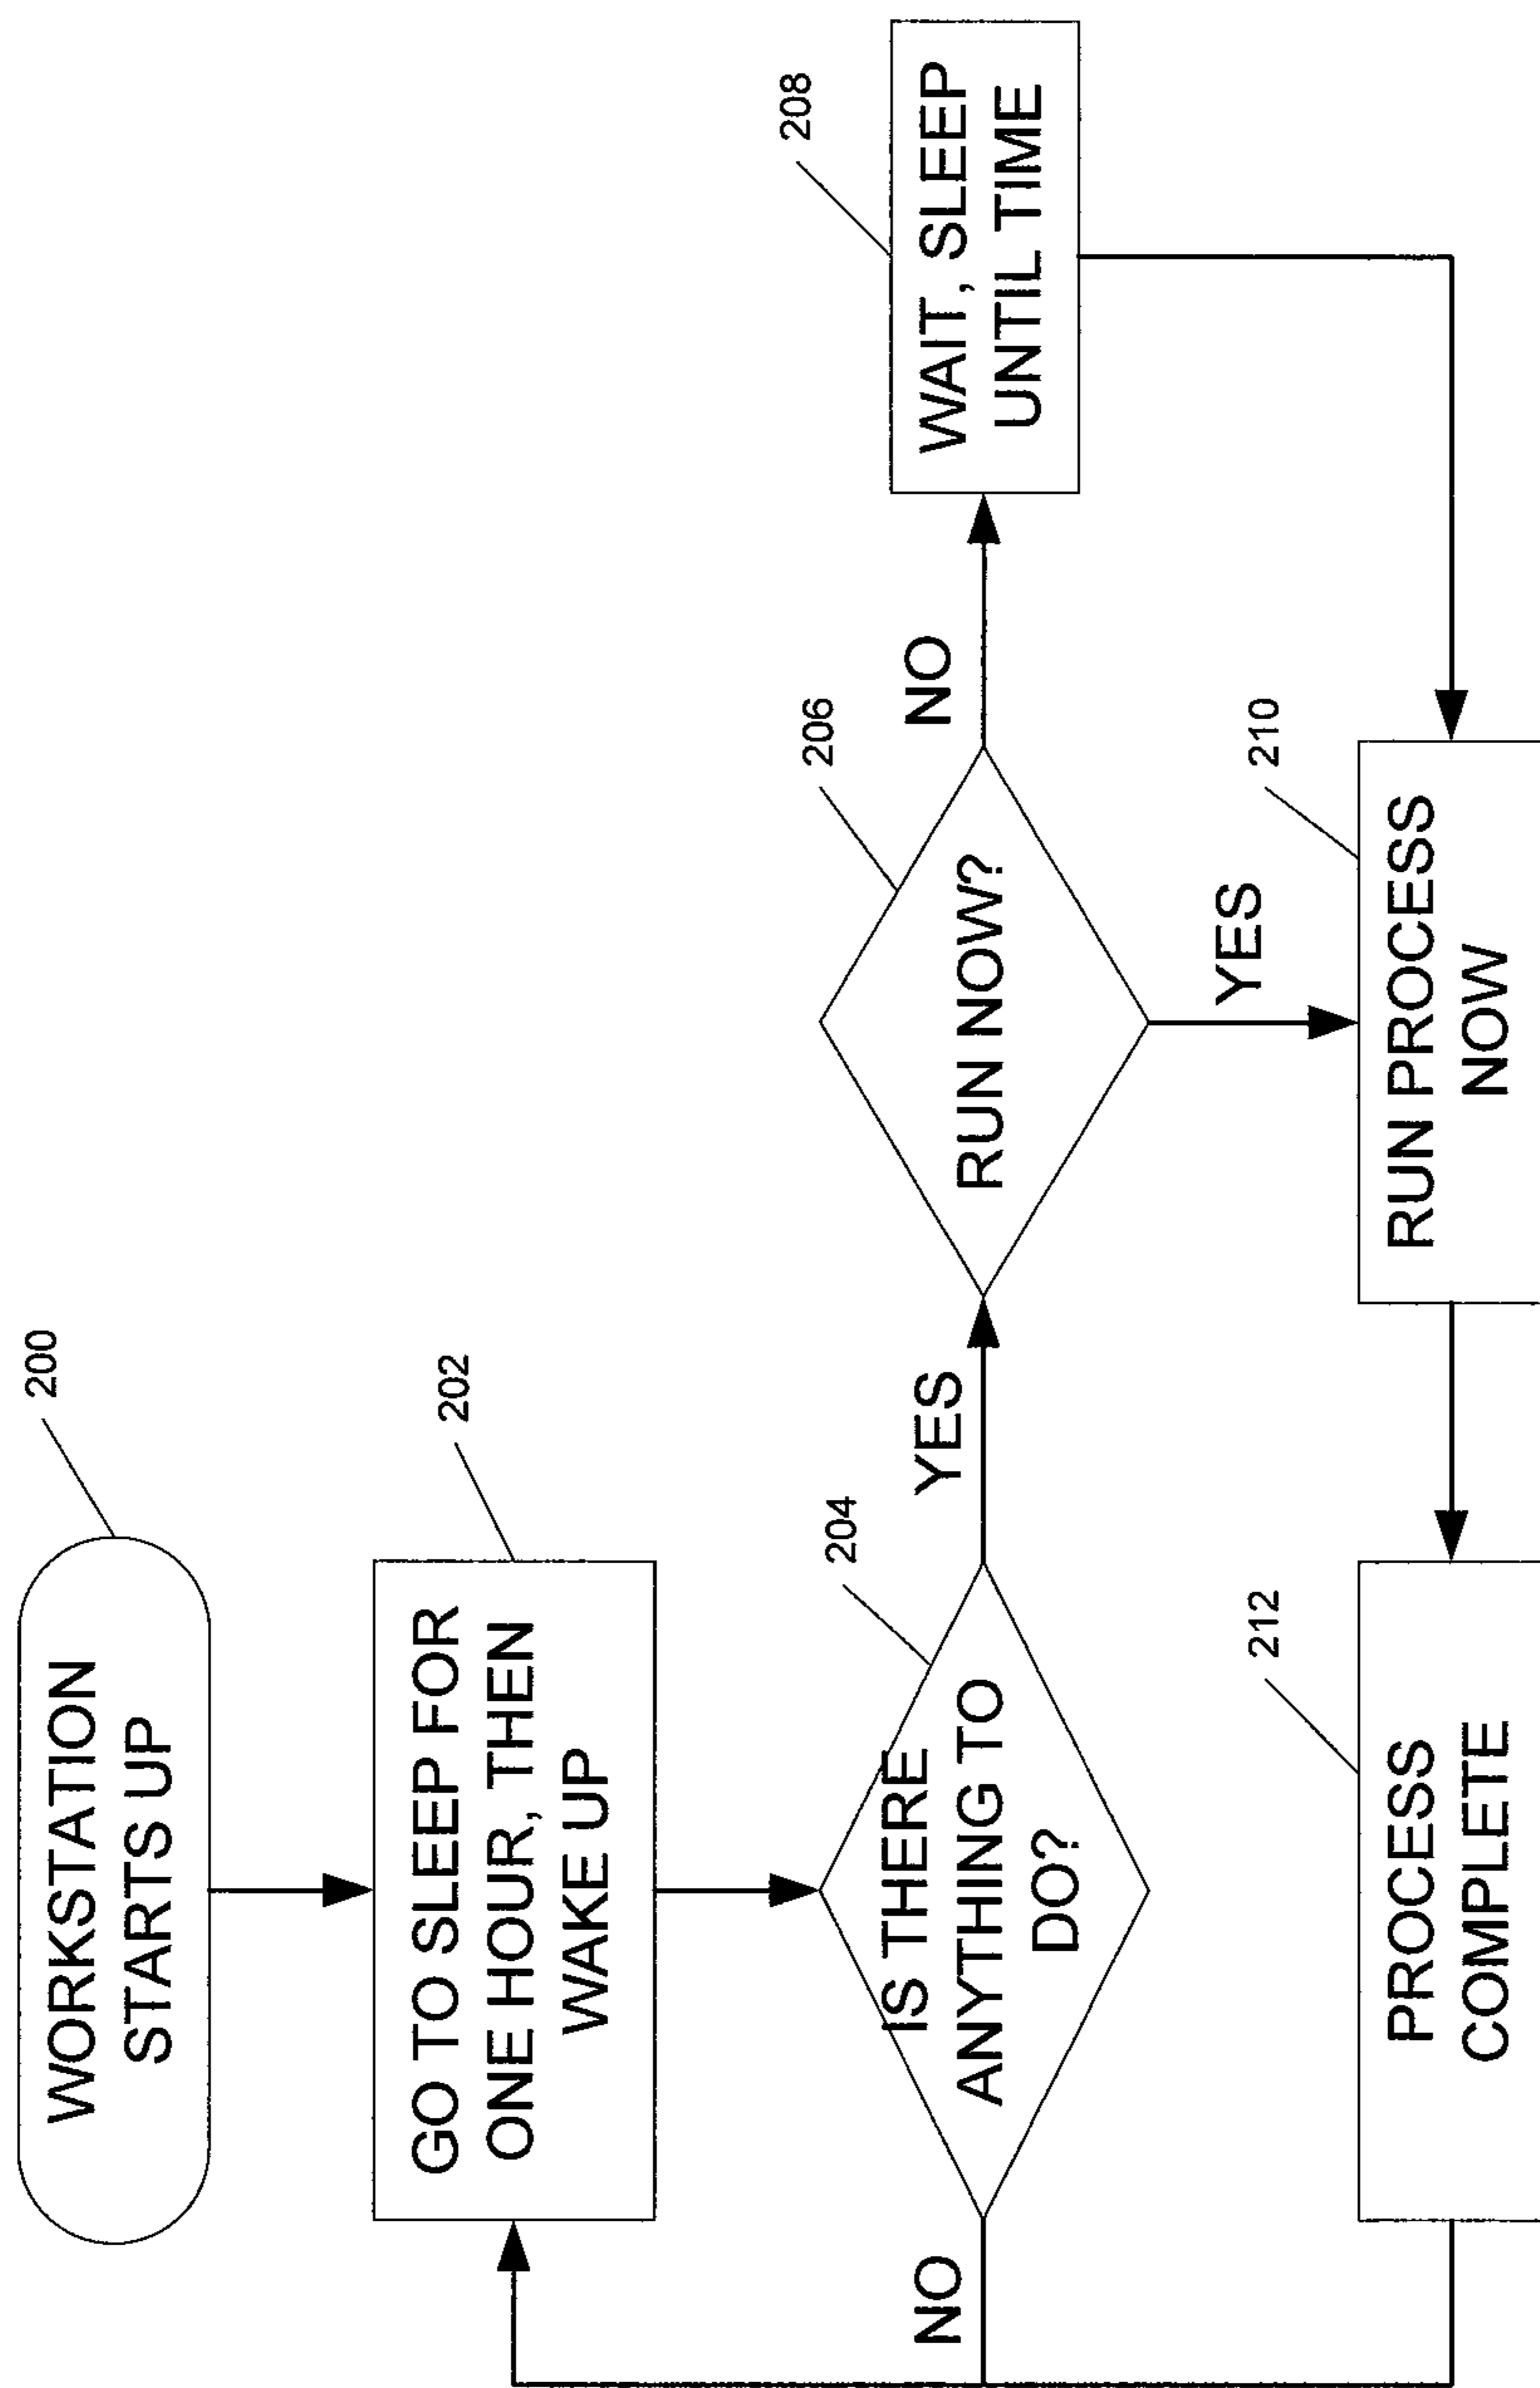 200
WORKSTATION
STARTS UP
202
GO TO SLEEP FOR
ONE HOUR, THEN
WAKE UP
204
IS THERE
ANYTHING TO
DO?
NO
YES
206
RUN NOW?
NO
YES
208
WAIT, SLEEP
UNTIL TIME
210
RUN PROCESS
NOW
212
PROCESS
COMPLETE